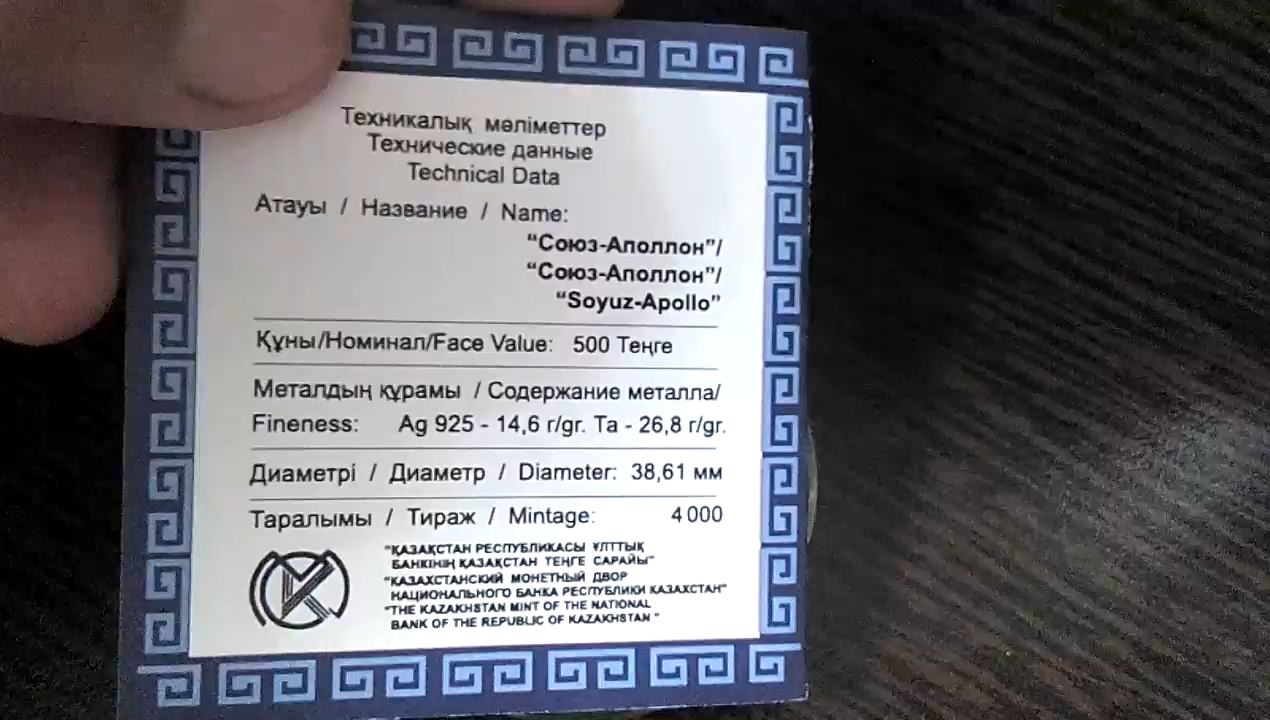 Техникалық мәліметтер
Технические данные
Technical Data
Атауы / Название / Name:
“Союз-Аполлон”/
“Союз-Аполлон”/
“Soyuz-Apollo”
Құны/Номинал/Face Value: 500 Теңге
Металдың құрамы / Содержание металла/
Fineness: Ag 925 - 14,6 г/gr. Ta - 26,8 г/gr.
Диаметрі / Диаметр / Diameter: 38,61 мм
Таралымы / Тираж / Mintage: 4 000
“ҚАЗАҚСТАН РЕСПУБЛИКАСЫ ҰЛТТЫҚ
БАНКІНІҢ ҚАЗАҚСТАН ТЕҢГЕ САРАЙЫ”
“КАЗАХСТАНСКИЙ МОНЕТНЫЙ ДВОР
НАЦИОНАЛЬНОГО БАНКА РЕСПУБЛИКИ КАЗАХСТАН”
“THE KAZAKHSTAN MINT OF THE NATIONAL
BANK OF THE REPUBLIC OF KAZAKHSTAN ”